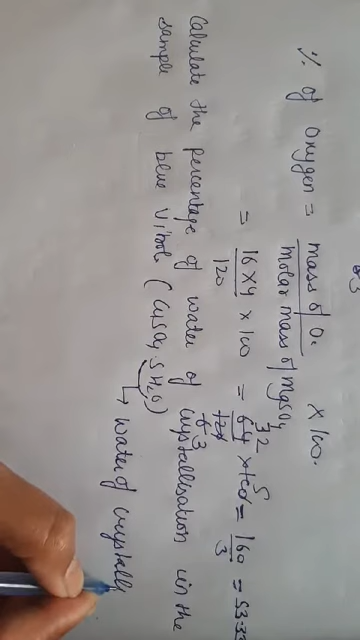 % of Oxygen = mass of O. / Molar mass of MgSO4 × 100.
= 16×4 / 120 × 100 = 64 / 120 × 100 = 160 / 3 = 53.33
Calculate the percentage of water of crystallisation in the
sample of blue vitriol (CuSO4 5H2O)
↳ water of crystalli